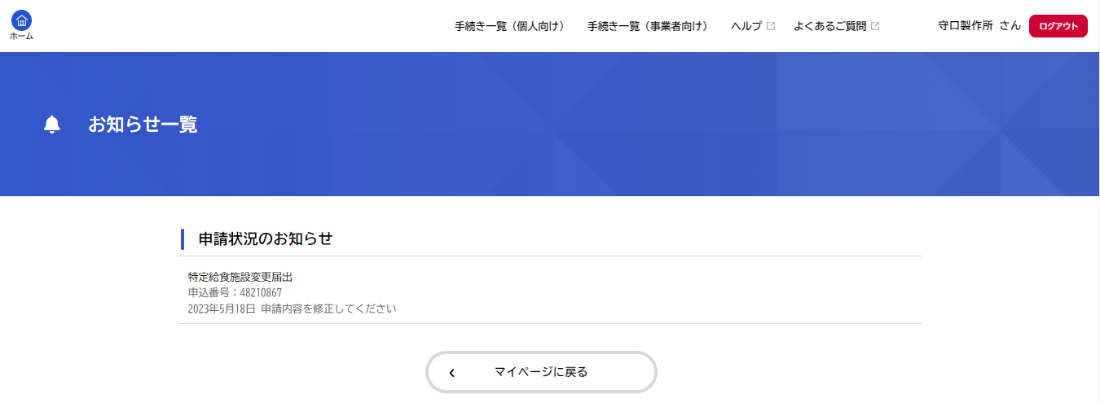 ホーム
手続き一覧（個人向け）
手続き一覧（事業者向け）
ヘルプ
よくあるご質問
守口製作所 さん
ログアウト
お知らせ一覧
申請状況のお知らせ
特定給食施設変更届出
申込番号：48210867
2023年5月18日 申請内容を修正してください
マイページに戻る